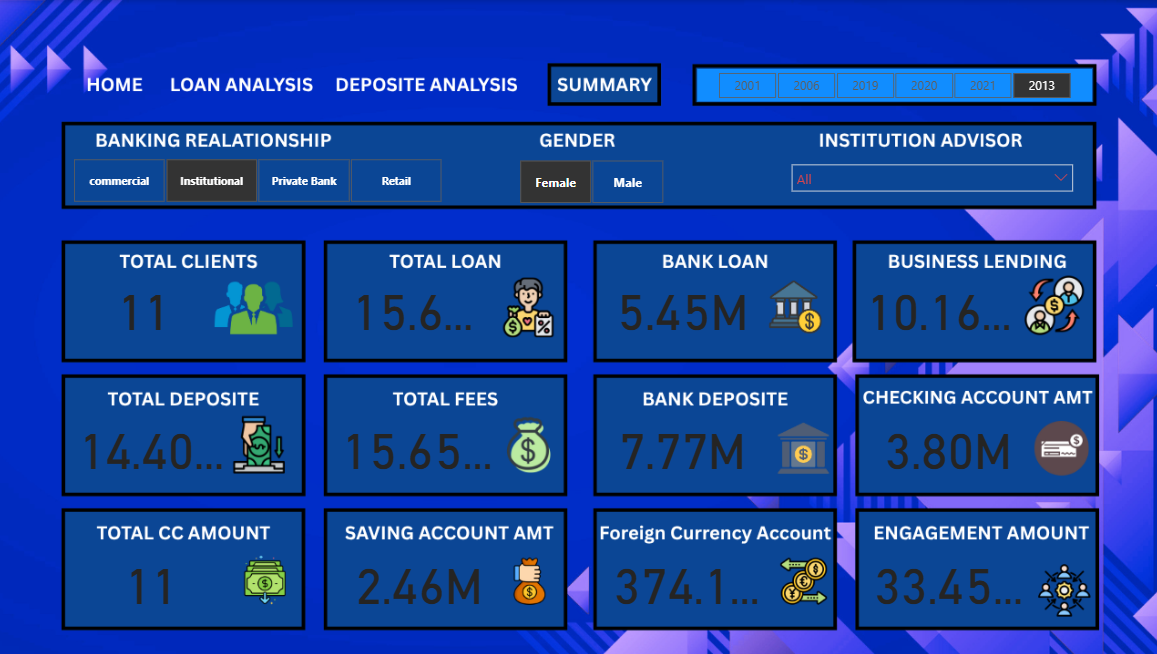 HOME LOAN ANALYSIS DEPOSITE ANALYSIS SUMMARY 2001 2006 2019 2020 2021 2013
BANKING REALATIONSHIP GENDER INSTITUTION ADVISOR
commercial Institutional Private Bank Retail Female Male All
TOTAL CLIENTS TOTAL LOAN BANK LOAN BUSINESS LENDING
11 15.6... 5.45M 10.16...
TOTAL DEPOSITE TOTAL FEES BANK DEPOSITE CHECKING ACCOUNT AMT
14.40... 15.65... 7.77M 3.80M
TOTAL CC AMOUNT SAVING ACCOUNT AMT Foreign Currency Account ENGAGEMENT AMOUNT
11 2.46M 374.1... 33.45...